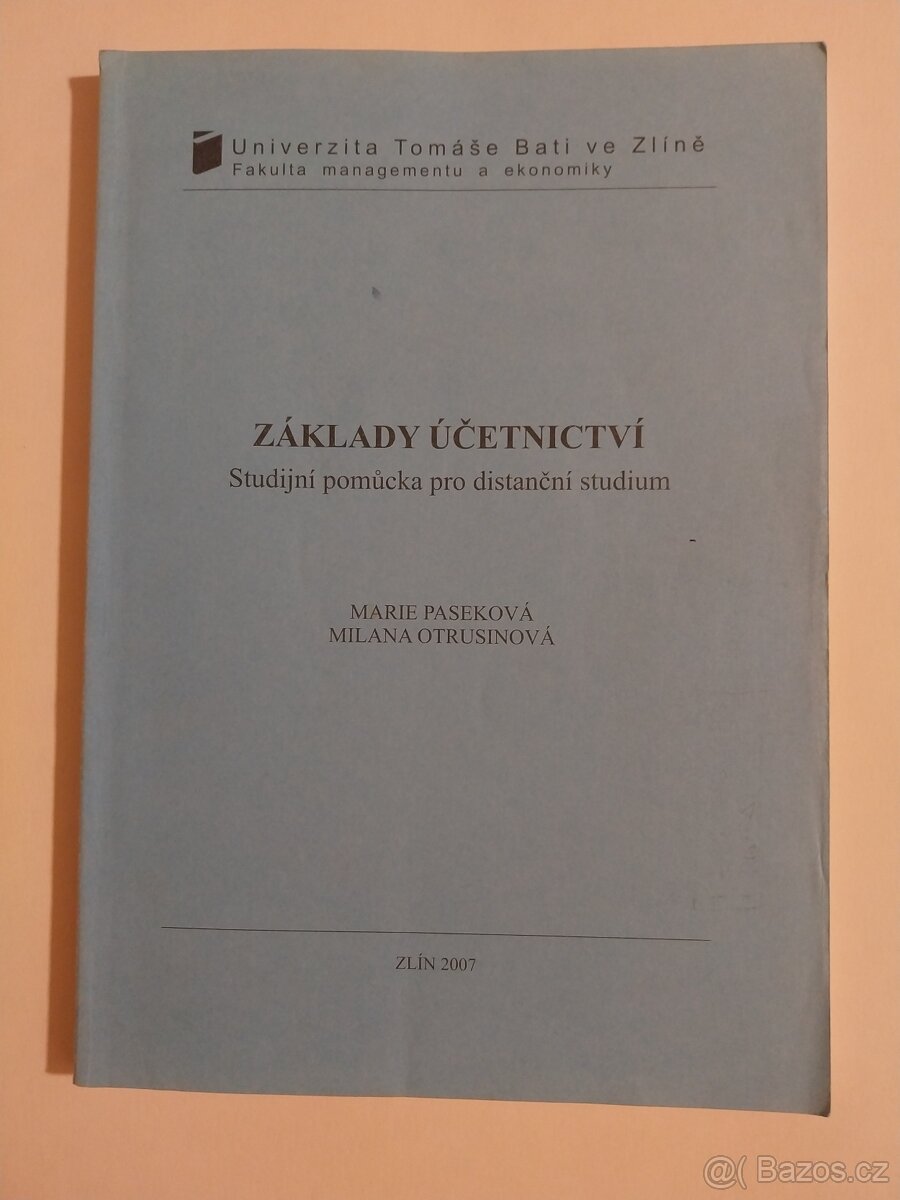 Univerzita Tomáše Bati ve Zlíně
Fakulta managementu a ekonomiky
ZÁKLADY ÚČETNICTVÍ
Studijní pomůcka pro distanční studium
MARIE PASEKOVÁ
MILANA OTRUSINOVÁ
ZLÍN 2007
@( Bazos.cz